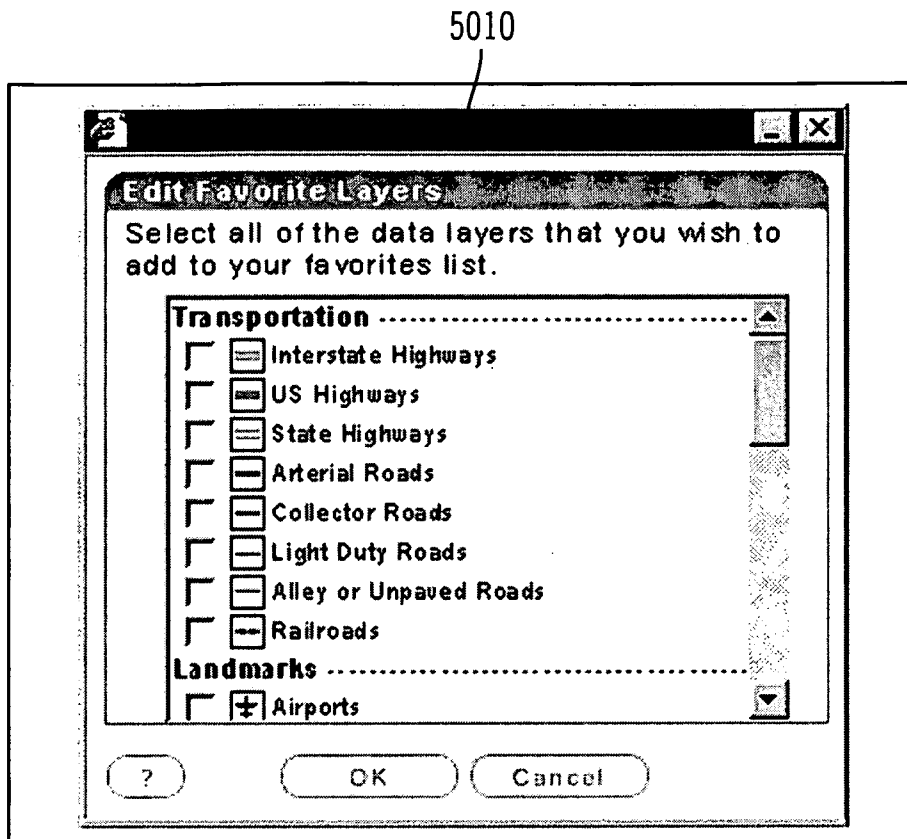 5010
Edit Favorite Layers
Select all of the data layers that you wish to
add to your favorites list.
Transportation
Interstate Highways
US Highways
State Highways
Arterial Roads
Collector Roads
Light Duty Roads
Alley or Unpaved Roads
Railroads
Landmarks
Airports
?
OK
Cancel